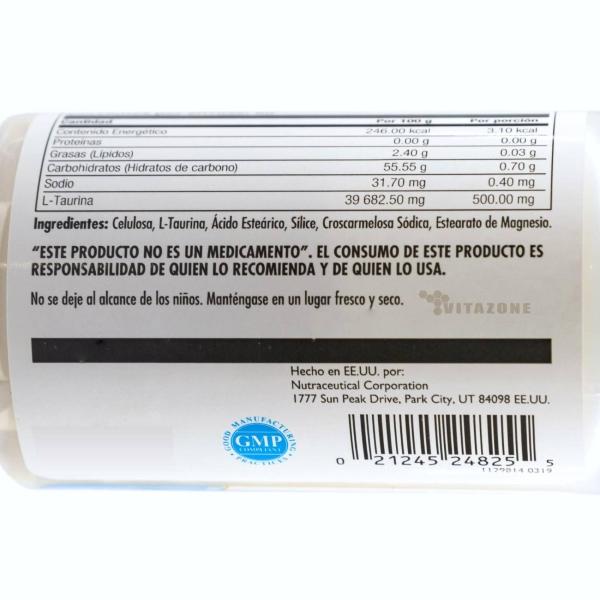 Cantidad Por 100 g Por porción
Contenido Energético 246.00 kcal 3.10 kcal
Proteínas 0.00 g 0.00 g
Grasas (Lípidos) 2.40 g 0.03 g
Carbohidratos (Hidratos de carbono) 55.55 g 0.70 g
Sodio 31.70 mg 0.40 mg
L-Taurina 39 682.50 mg 500.00 mg
Ingredientes: Celulosa, L-Taurina, Ácido Esteárico, Sílice, Croscarmelosa Sódica, Estearato de Magnesio.
"ESTE PRODUCTO NO ES UN MEDICAMENTO". EL CONSUMO DE ESTE PRODUCTO ES
RESPONSABILIDAD DE QUIEN LO RECOMIENDA Y DE QUIEN LO USA.
No se deje al alcance de los niños. Manténgase en un lugar fresco y seco.
VITAZONE
Hecho en EE.UU. por:
Nutraceutical Corporation
1777 Sun Peak Drive, Park City, UT 84098 EE.UU.
GOOD MANUFACTURING
GMP
COMPLIANT
PRACTICES
0 21245 24825 5
1129814 0319